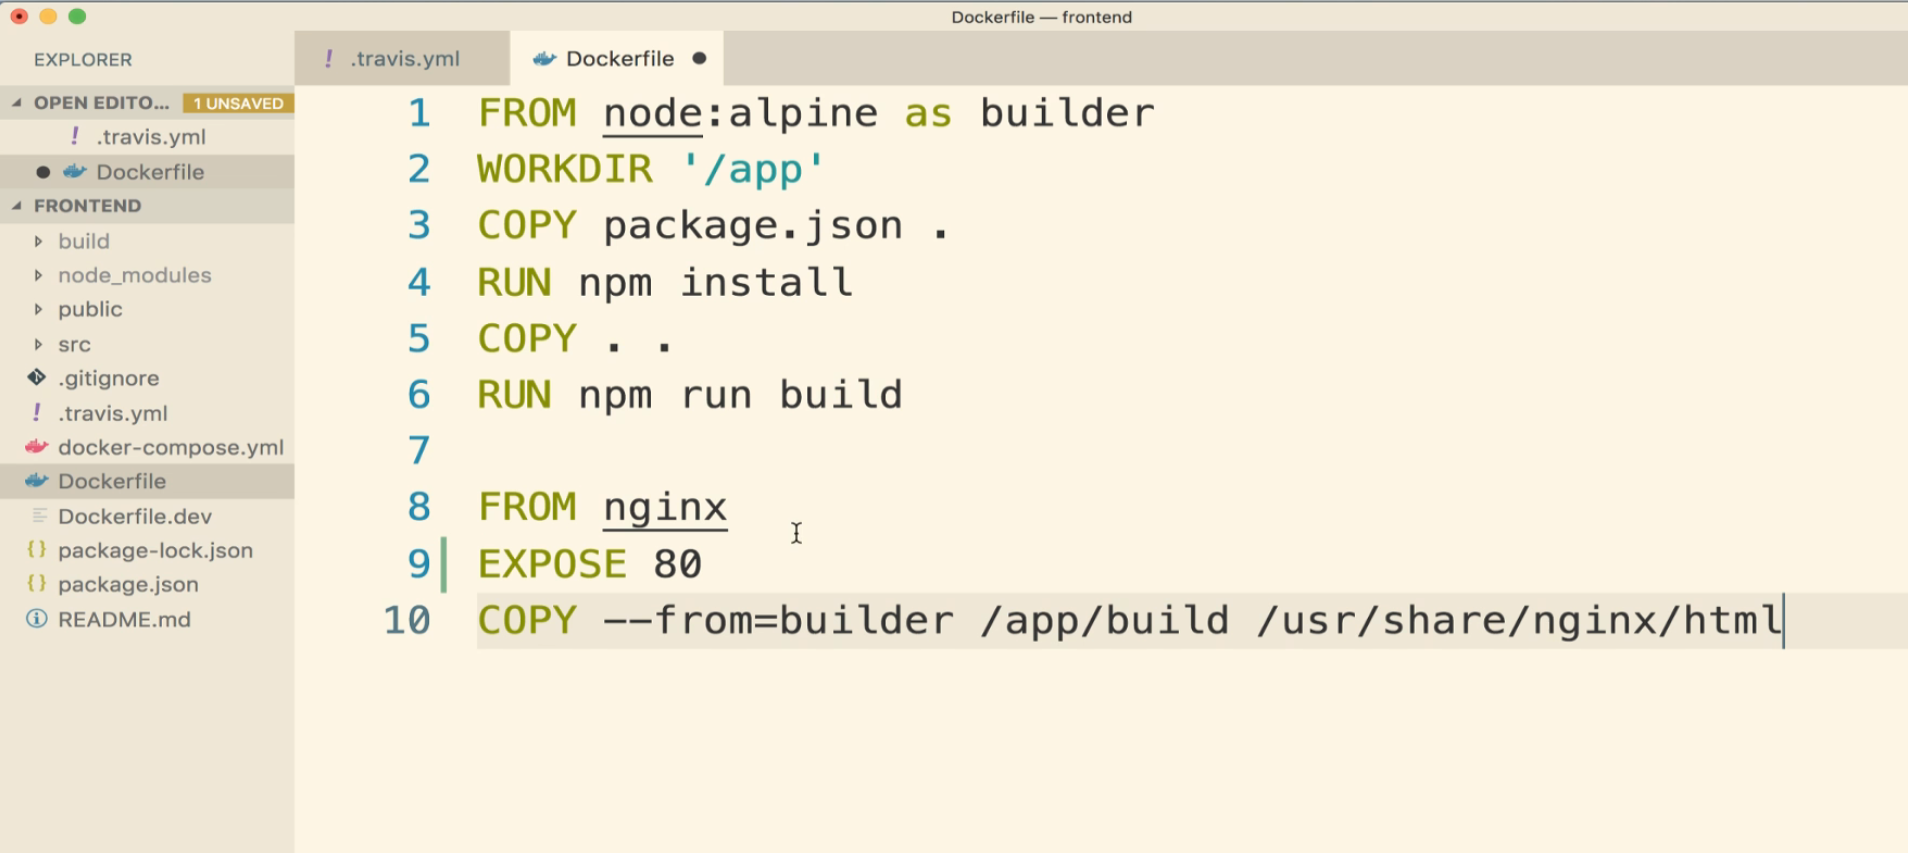 Dockerfile — frontend
EXPLORER
OPEN EDITO... 1 UNSAVED
! .travis.yml
Dockerfile
FRONTEND
build
node_modules
public
src
.gitignore
! .travis.yml
docker-compose.yml
Dockerfile
Dockerfile.dev
{} package-lock.json
{} package.json
README.md
! .travis.yml
Dockerfile
1 FROM node:alpine as builder
2 WORKDIR '/app'
3 COPY package.json .
4 RUN npm install
5 COPY . .
6 RUN npm run build
7
8 FROM nginx
9 EXPOSE 80
10 COPY --from=builder /app/build /usr/share/nginx/html